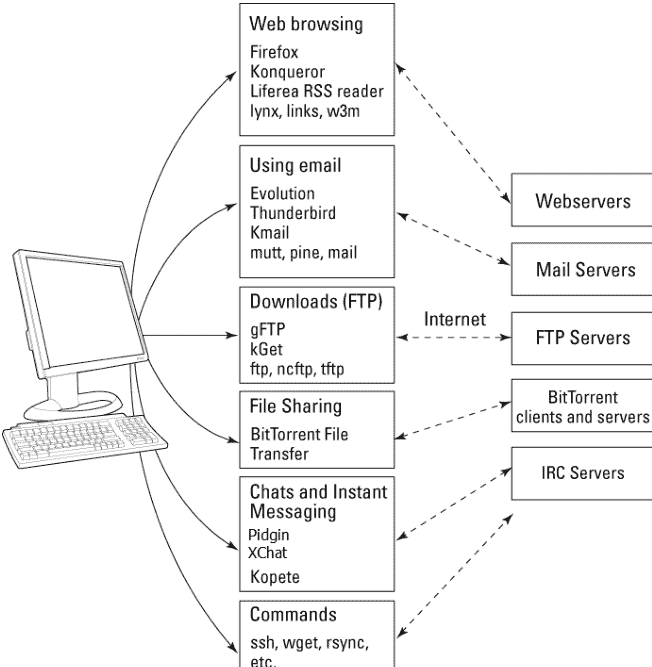 Web browsing
Firefox
Konqueror
Liferea RSS reader
lynx, links, w3m
Using email
Evolution
Thunderbird
Kmail
mutt, pine, mail
Downloads (FTP)
gFTP
kGet
ftp, ncftp, tftp
File Sharing
BitTorrent File
Transfer
Chats and Instant
Messaging
Pidgin
XChat
Kopete
Commands
ssh, wget, rsync,
etc.
Internet
Webservers
Mail Servers
FTP Servers
BitTorrent
clients and servers
IRC Servers